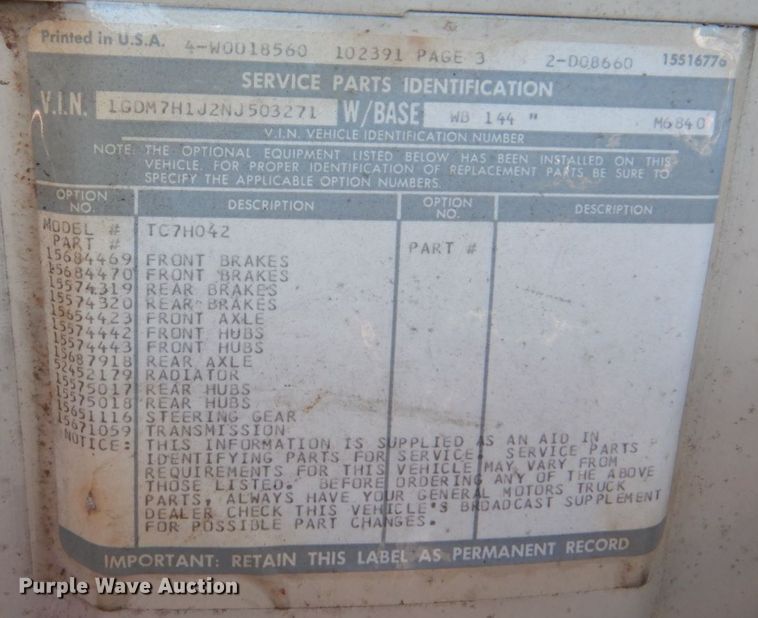 Printed in U.S.A. 4-W0018560 102391 PAGE 3 2-D08660 15516776
SERVICE PARTS IDENTIFICATION
V.I.N. 1GDM7H1J2NJ503271 W/BASE WB 144 " M6840
V.I.N. VEHICLE IDENTIFICATION NUMBER
NOTE: THE OPTIONAL EQUIPMENT LISTED BELOW HAS BEEN INSTALLED ON THIS
VEHICLE. FOR PROPER IDENTIFICATION OF REPLACEMENT PARTS BE SURE TO
SPECIFY THE APPLICABLE OPTION NUMBERS.
OPTION NO. DESCRIPTION OPTION NO. DESCRIPTION
MODEL # TC7H042
PART # PART #
15684469 FRONT BRAKES
15684470 FRONT BRAKES
15574319 REAR BRAKES
15574320 REAR BRAKES
15654423 FRONT AXLE
15574442 FRONT HUBS
15574443 FRONT HUBS
15687918 REAR AXLE
52452179 RADIATOR
15575017 REAR HUBS
15575018 REAR HUBS
15651116 STEERING GEAR
15671059 TRANSMISSION
NOTICE: THIS INFORMATION IS SUPPLIED AS AN AID IN
IDENTIFYING PARTS FOR SERVICE. SERVICE PARTS
REQUIREMENTS FOR THIS VEHICLE MAY VARY FROM
THOSE LISTED. BEFORE ORDERING ANY OF THE ABOVE
PARTS, ALWAYS HAVE YOUR GENERAL MOTORS TRUCK
DEALER CHECK THIS VEHICLE'S BROADCAST SUPPLEMENT
FOR POSSIBLE PART CHANGES.
IMPORTANT: RETAIN THIS LABEL AS PERMANENT RECORD
Purple Wave Auction